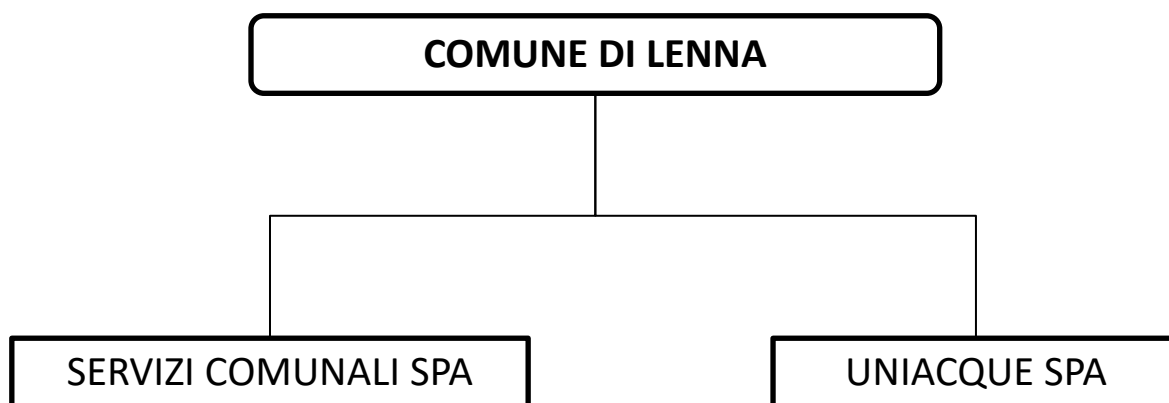 COMUNE DI LENNA
SERVIZI COMUNALI SPA
UNIACQUE SPA